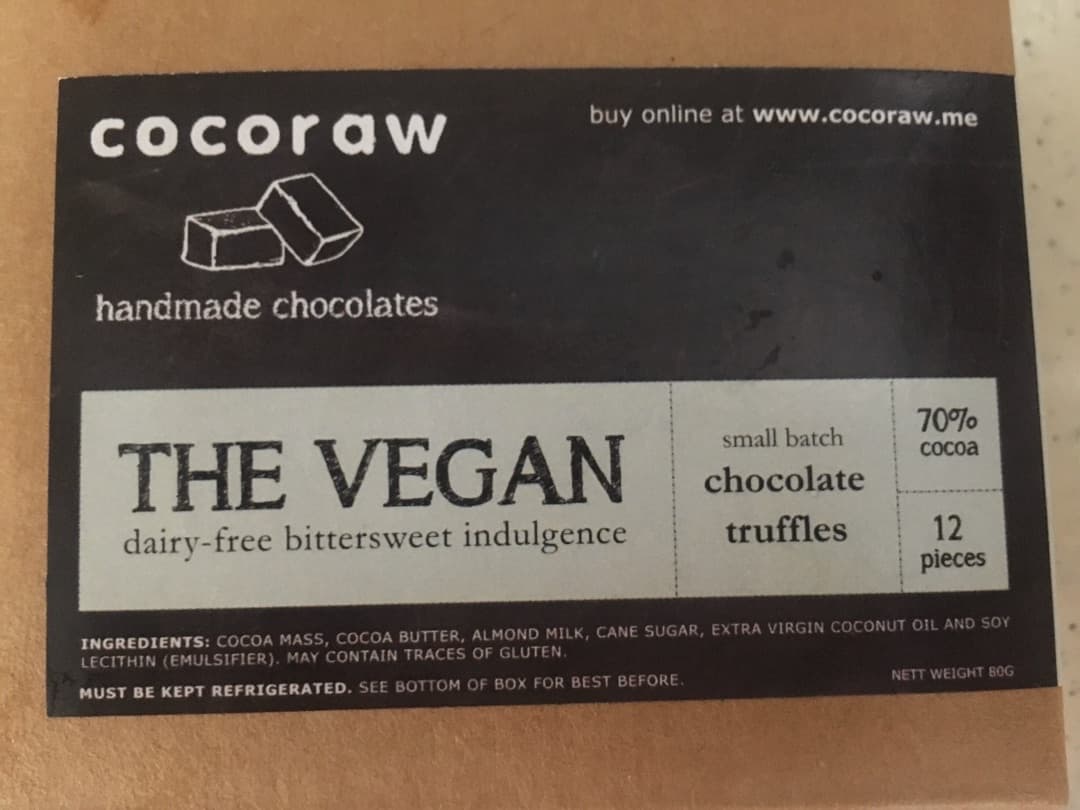 cocoraw
buy online at www.cocoraw.me
handmade chocolates
THE VEGAN
dairy-free bittersweet indulgence
small batch
chocolate
truffles
70%
cocoa
12
pieces
INGREDIENTS: COCOA MASS, COCOA BUTTER, ALMOND MILK, CANE SUGAR, EXTRA VIRGIN COCONUT OIL AND SOY
LECITHIN (EMULSIFIER). MAY CONTAIN TRACES OF GLUTEN.
MUST BE KEPT REFRIGERATED. SEE BOTTOM OF BOX FOR BEST BEFORE.
NETT WEIGHT 80G